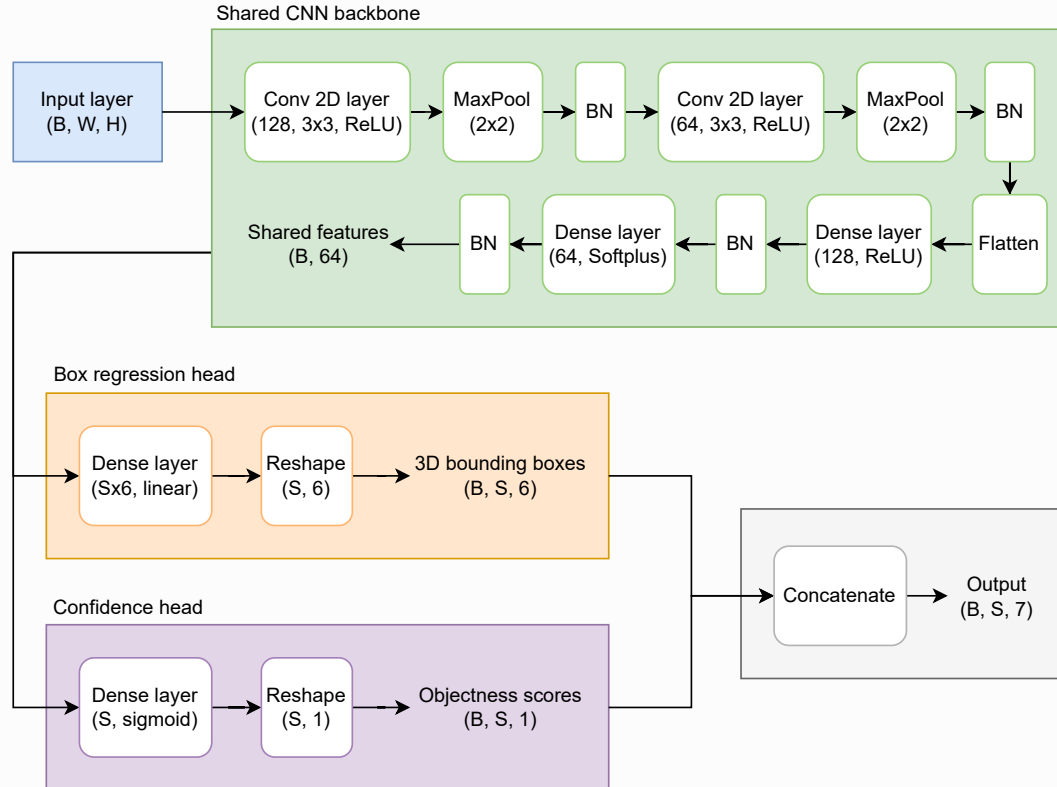 Shared CNN backbone
Input layer
(B, W, H)
Conv 2D layer
(128, 3x3, ReLU)
MaxPool
(2x2)
BN
Conv 2D layer
(64, 3x3, ReLU)
MaxPool
(2x2)
BN
Flatten
Dense layer
(128, ReLU)
BN
Dense layer
(64, Softplus)
BN
Shared features
(B, 64)
Box regression head
Dense layer
(Sx6, linear)
Reshape
(S, 6)
3D bounding boxes
(B, S, 6)
Confidence head
Dense layer
(S, sigmoid)
Reshape
(S, 1)
Objectness scores
(B, S, 1)
Concatenate
Output
(B, S, 7)